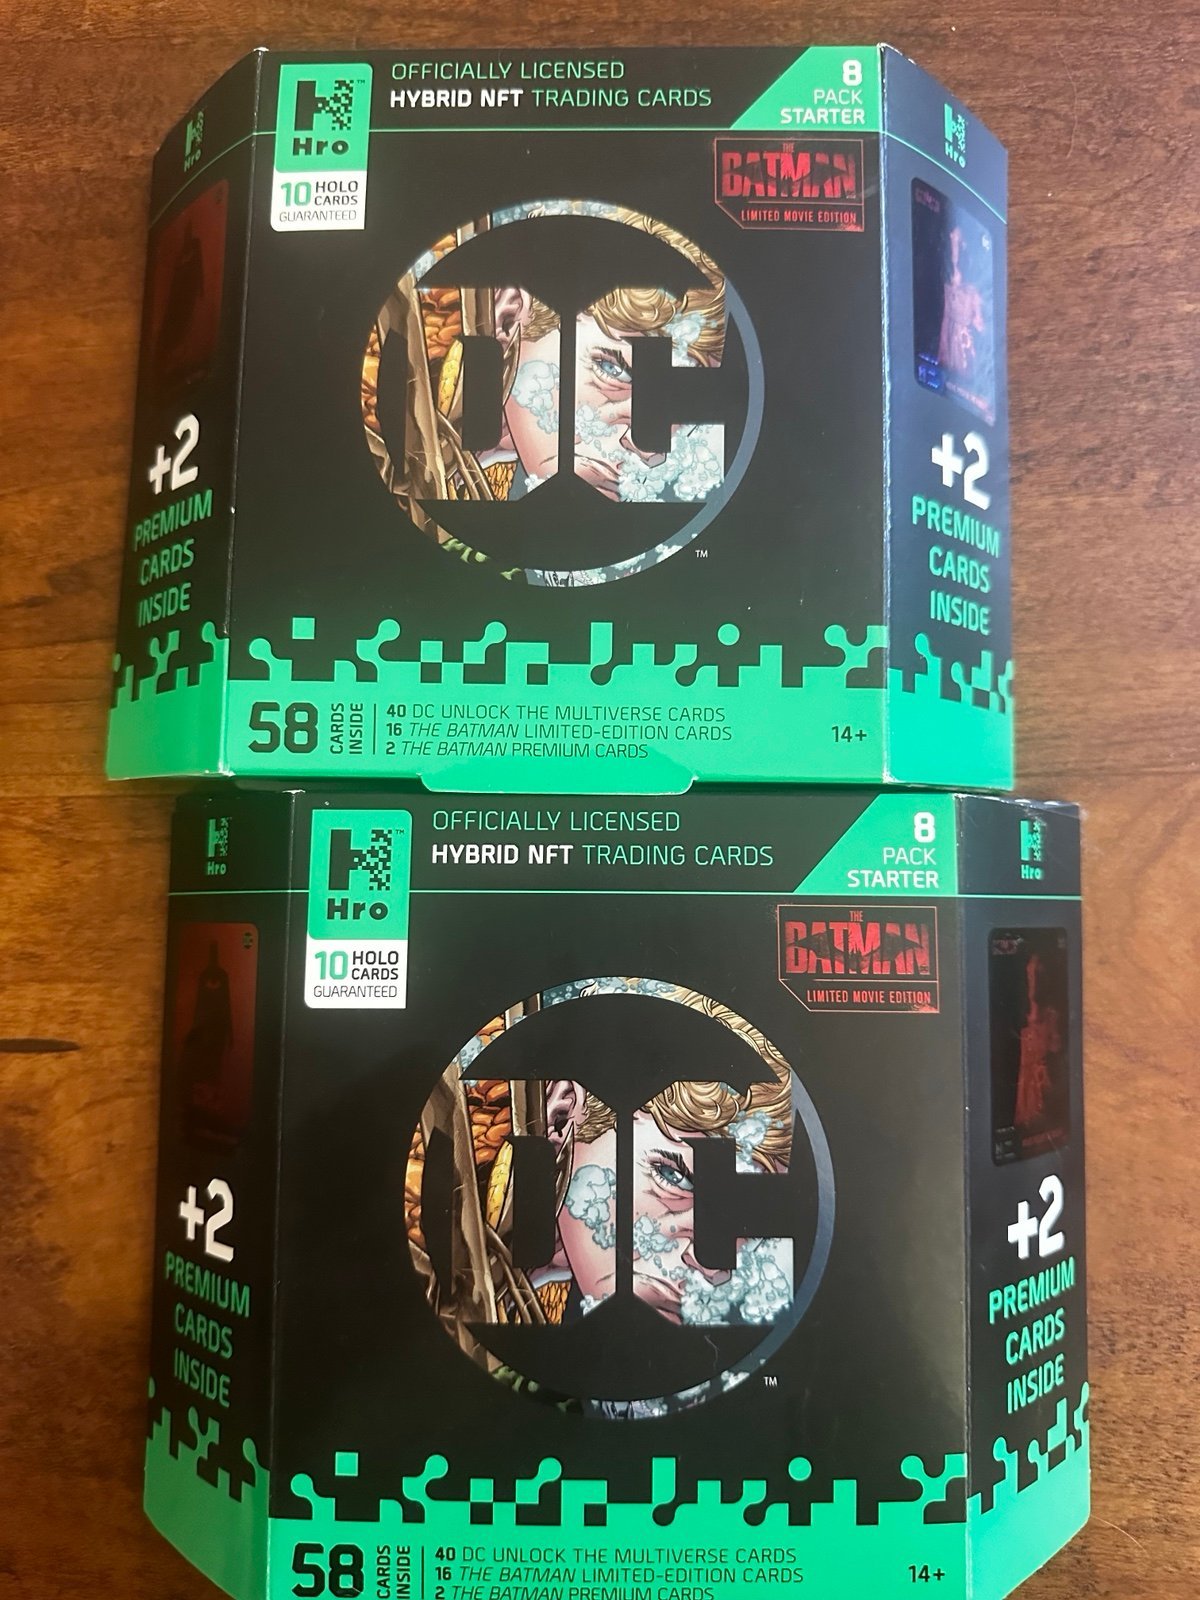 Hro
10 HOLO CARDS
GUARANTEED
OFFICIALLY LICENSED
HYBRID NFT TRADING CARDS
8
PACK
STARTER
THE
BATMAN
LIMITED MOVIE EDITION
Hro
+2
PREMIUM
CARDS
INSIDE
DC
TM
Hro
+2
PREMIUM
CARDS
INSIDE
58 CARDS INSIDE
40 DC UNLOCK THE MULTIVERSE CARDS
16 THE BATMAN LIMITED-EDITION CARDS
2 THE BATMAN PREMIUM CARDS
14+
Hro
10 HOLO CARDS
GUARANTEED
OFFICIALLY LICENSED
HYBRID NFT TRADING CARDS
8
PACK
STARTER
THE
BATMAN
LIMITED MOVIE EDITION
Hro
+2
PREMIUM
CARDS
INSIDE
DC
TM
Hro
+2
PREMIUM
CARDS
INSIDE
58 CARDS INSIDE
40 DC UNLOCK THE MULTIVERSE CARDS
16 THE BATMAN LIMITED-EDITION CARDS
2 THE BATMAN PREMIUM CARDS
14+